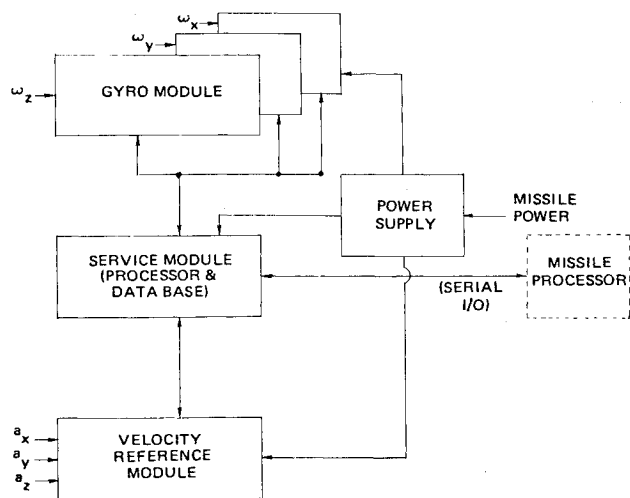 ωx
ωy
ωz
GYRO MODULE
POWER
SUPPLY
MISSILE
POWER
SERVICE MODULE
(PROCESSOR &
DATA BASE)
(SERIAL
I/O)
MISSILE
PROCESSOR
ax
ay
az
VELOCITY
REFERENCE
MODULE